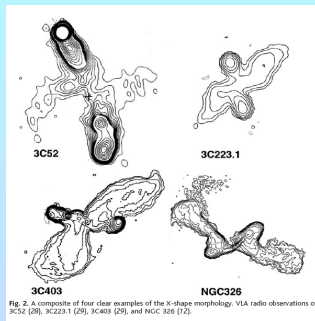 3C52
3C223.1
3C403
NGC326
Fig. 2. A composite of four clear examples of the X-shape morphology. VLA radio observations o
3C52 (28), 3C223.1 (29), 3C403 (29), and NGC 326 (12).